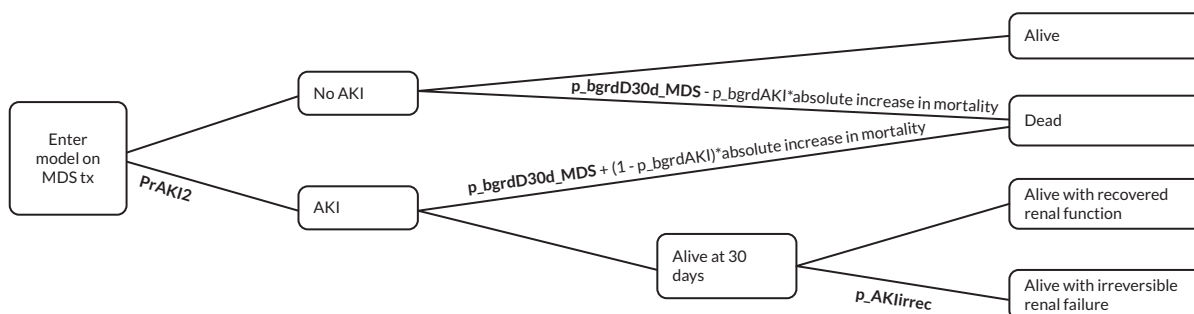 Alive
No AKI
p_bgrdD30d_MDS - p_bgrdAKI*absolute increase in mortality
Enter
model on
MDS tx
Dead
PrAKI2
p_bgrdD30d_MDS + (1 - p_bgrdAKI)*absolute increase in mortality
AKI
Alive with recovered
renal function
Alive at 30
days
p_AKIirrec
Alive with irreversible
renal failure